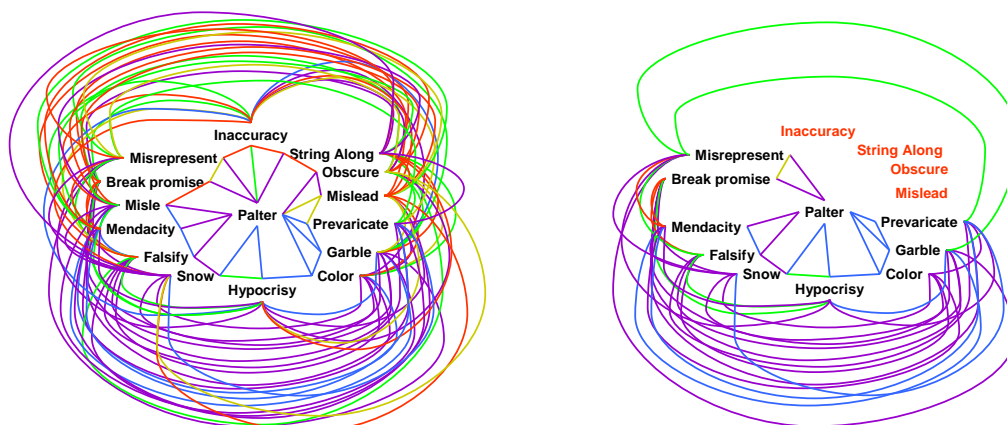 Inaccuracy
Misrepresent
String Along
Obscure
Break promise
Misle
Mislead
Palter
Mendacity
Prevaricate
Garble
Falsify
Snow
Color
Hypocrisy
Inaccuracy
String Along
Misrepresent
Obscure
Break promise
Mislead
Palter
Mendacity
Prevaricate
Garble
Falsify
Snow
Color
Hypocrisy